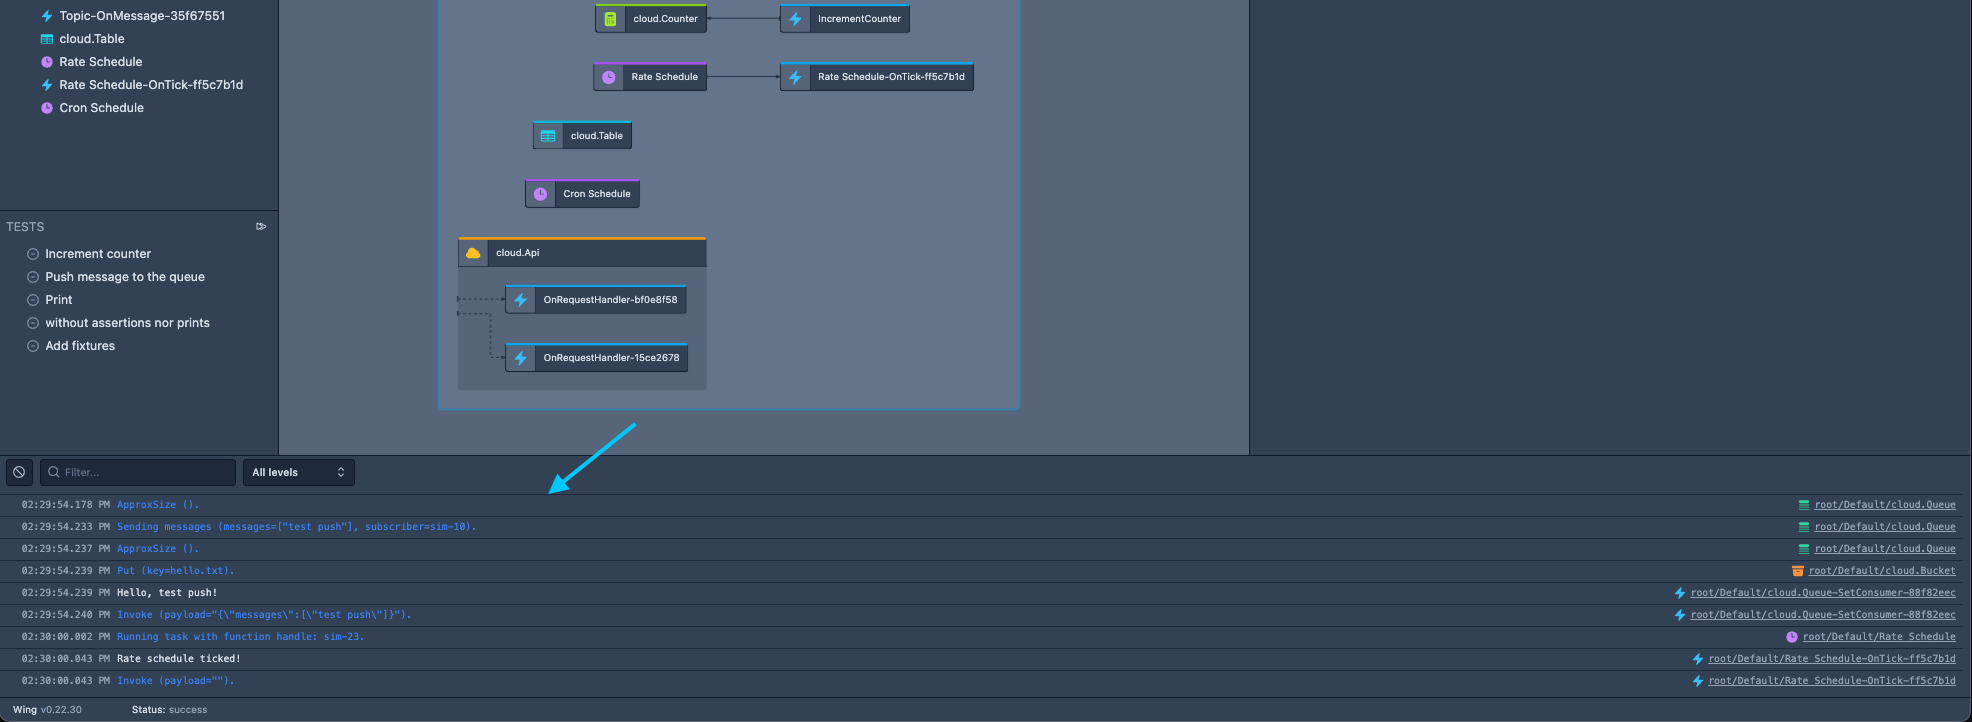 Topic-OnMessage-35f67551
cloud.Table
Rate Schedule
Rate Schedule-OnTick-ff5c7b1d
Cron Schedule
TESTS
Increment counter
Push message to the queue
Print
without assertions nor prints
Add fixtures
cloud.Counter
IncrementCounter
Rate Schedule
Rate Schedule-OnTick-ff5c7b1d
cloud.Table
Cron Schedule
cloud.Api
OnRequestHandler-bf0e8f58
OnRequestHandler-15ce2678
Filter...
All levels
02:29:54.178 PM ApproxSize (). root/Default/cloud.Queue
02:29:54.233 PM Sending messages (messages=["test push"], subscriber=sim-10). root/Default/cloud.Queue
02:29:54.237 PM ApproxSize (). root/Default/cloud.Queue
02:29:54.239 PM Put (key=hello.txt). root/Default/cloud.Bucket
02:29:54.239 PM Hello, test push! root/Default/cloud.Queue-SetConsumer-88f82eec
02:29:54.240 PM Invoke (payload="{\"messages\":[\"test push\"]}"). root/Default/cloud.Queue-SetConsumer-88f82eec
02:30:00.002 PM Running task with function handle: sim-23. root/Default/Rate Schedule
02:30:00.043 PM Rate schedule ticked! root/Default/Rate Schedule-OnTick-ff5c7b1d
02:30:00.043 PM Invoke (payload=""). root/Default/Rate Schedule-OnTick-ff5c7b1d
Wing v0.22.30 Status: success